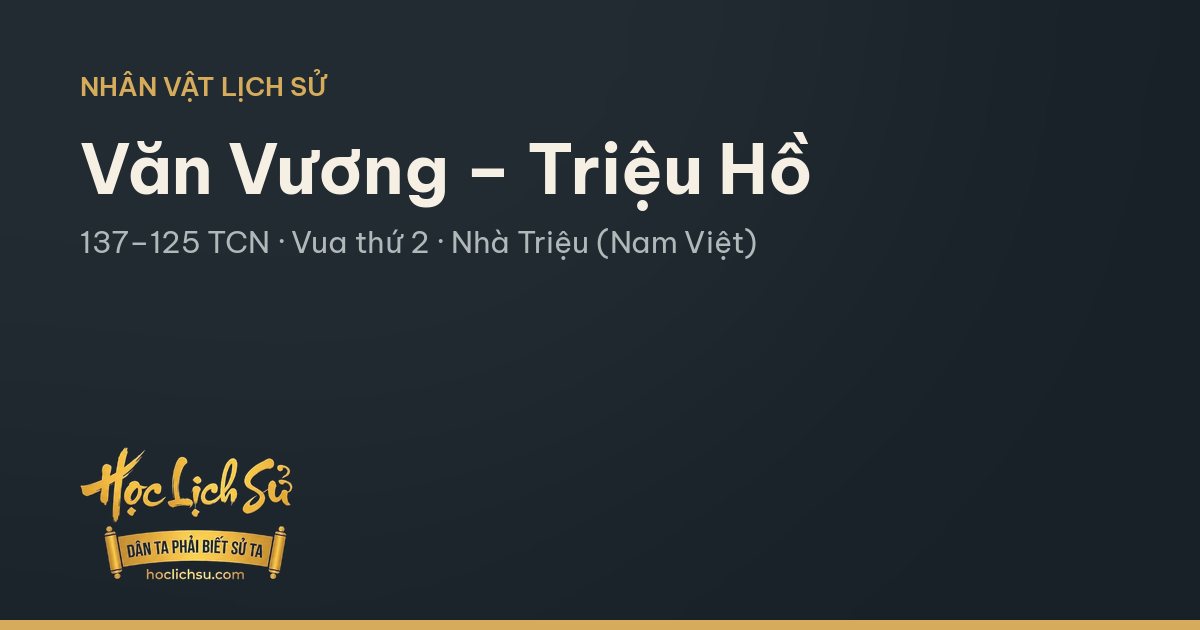 NHÂN VẬT LỊCH SỬ
Văn Vương – Triệu Hồ
137–125 TCN · Vua thứ 2 · Nhà Triệu (Nam Việt)
Học Lịch Sử
DÂN TA PHẢI BIẾT SỬ TA
hoclichsu.com